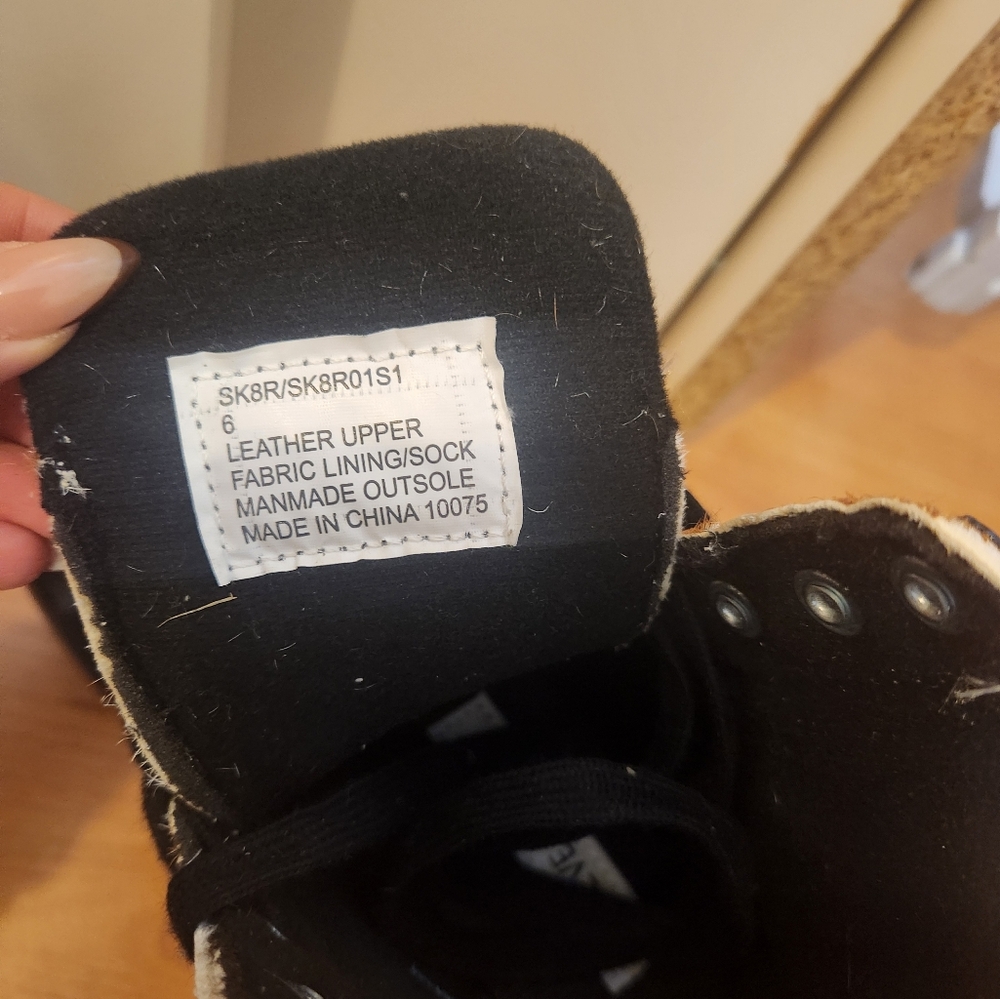 SK8R/SK8R01S1
6
LEATHER UPPER
FABRIC LINING/SOCK
MANMADE OUTSOLE
MADE IN CHINA 10075